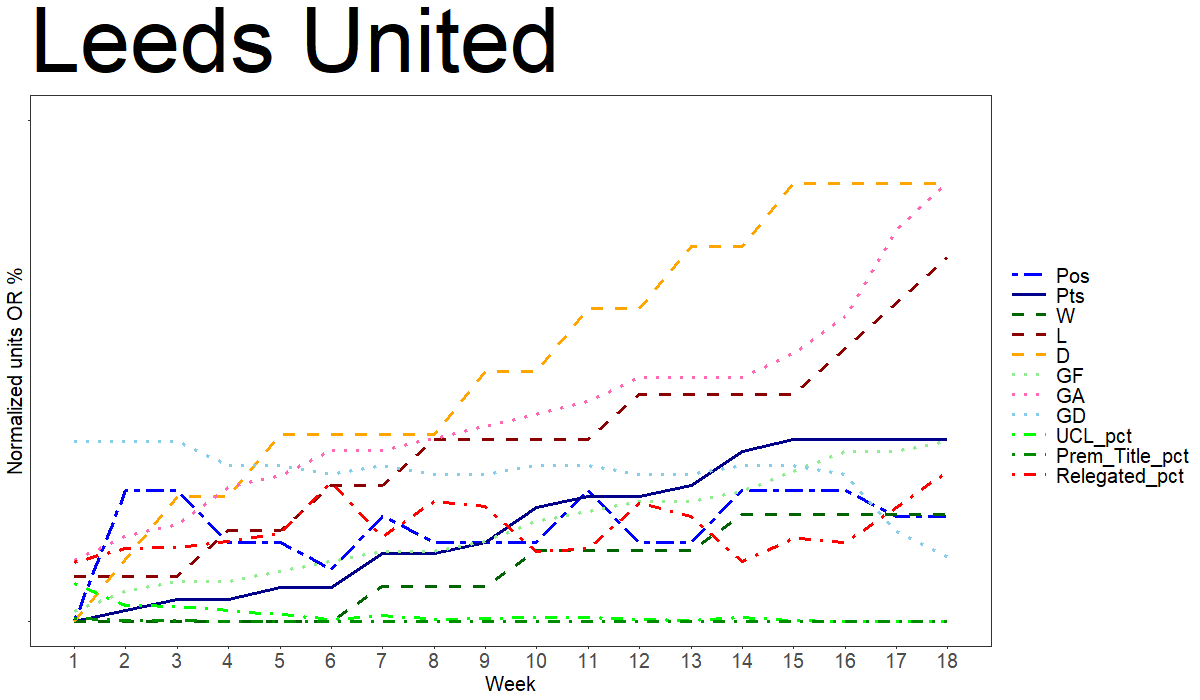 Leeds United
Normalized units OR %
1 2 3 4 5 6 7 8 9 10 11 12 13 14 15 16 17 18
Week
Pos
Pts
W
L
D
GF
GA
GD
UCL_pct
Prem_Title_pct
Relegated_pct